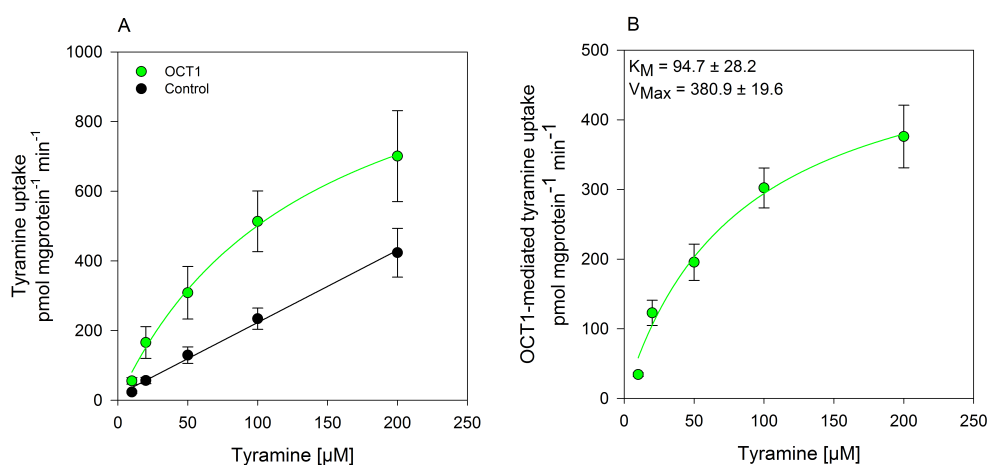 A
1000
800
600
400
200
0
Tyramine uptake
pmol mgprotein⁻¹ min⁻¹
OCT1
Control
0 50 100 150 200 250
Tyramine [µM]
B
500
400
300
200
100
0
OCT1-mediated tyramine uptake
pmol mgprotein⁻¹ min⁻¹
K_M = 94.7 ± 28.2
V_Max = 380.9 ± 19.6
0 50 100 150 200 250
Tyramine [µM]